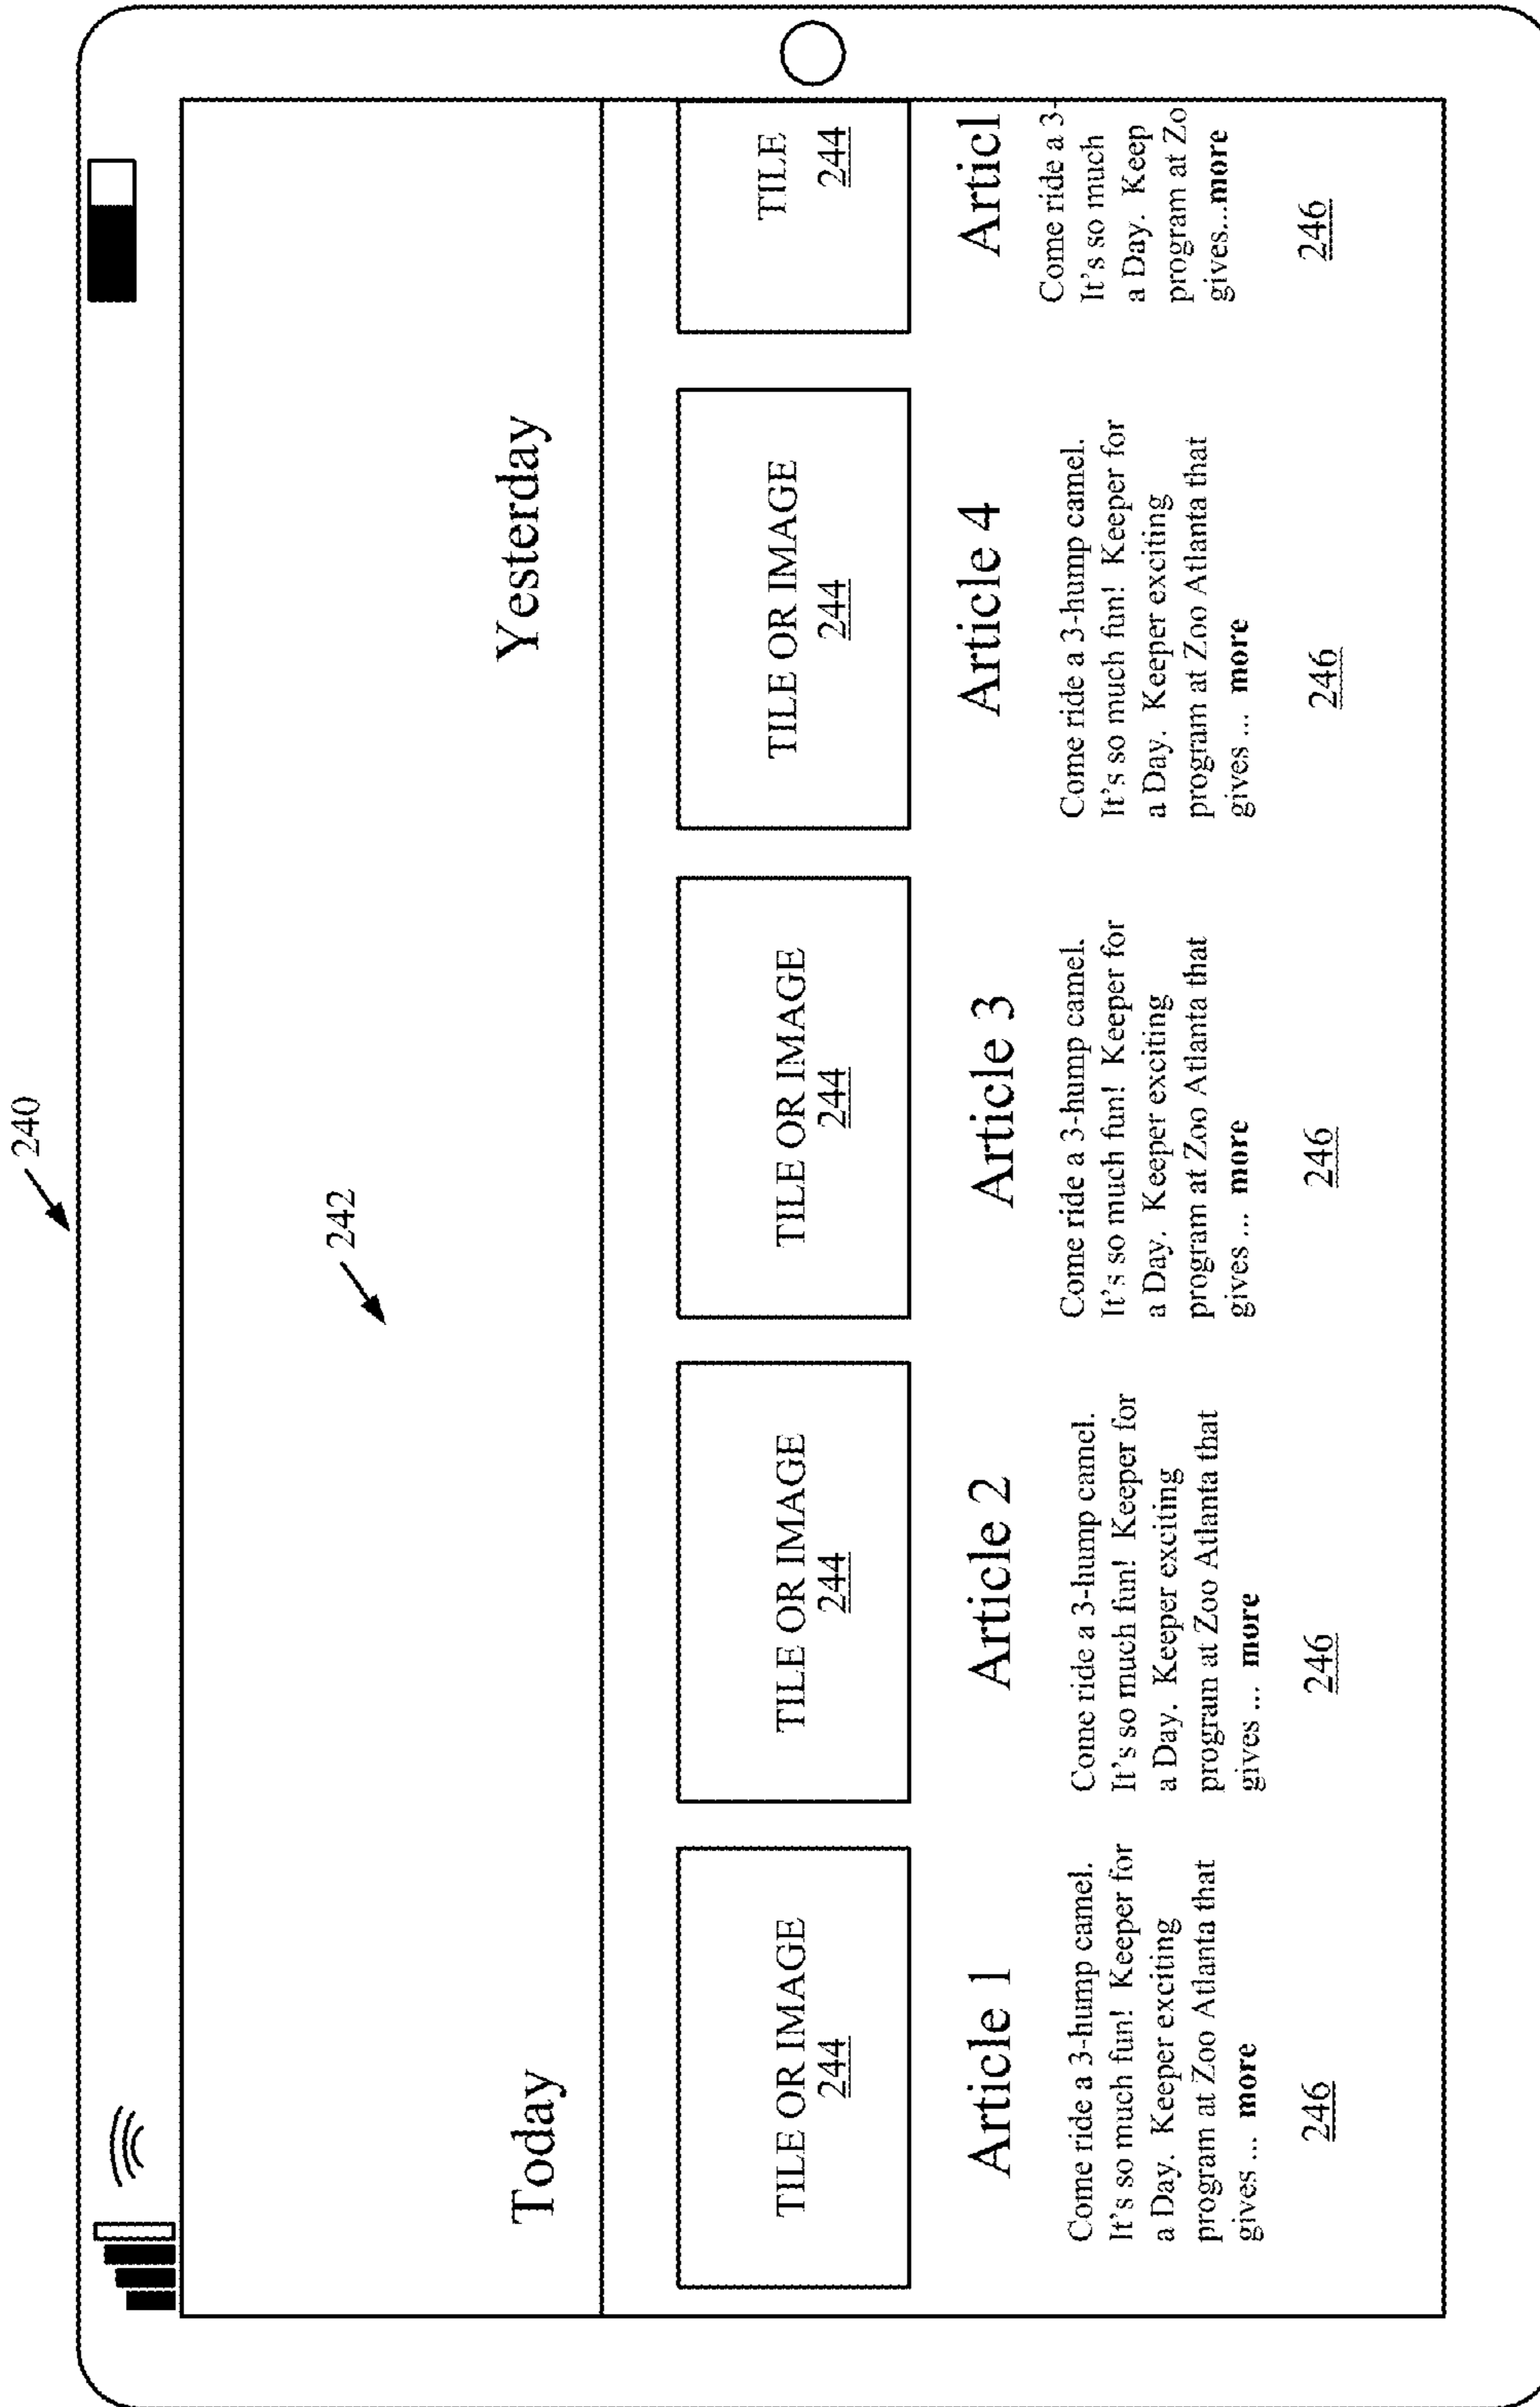 240
242
Today
Yesterday
TILE OR IMAGE
244
Article 1
Come ride a 3-hump camel.
It's so much fun! Keeper for
a Day. Keeper exciting
program at Zoo Atlanta that
gives ... more
246
TILE OR IMAGE
244
Article 2
Come ride a 3-hump camel.
It's so much fun! Keeper for
a Day. Keeper exciting
program at Zoo Atlanta that
gives ... more
246
TILE OR IMAGE
244
Article 3
Come ride a 3-hump camel.
It's so much fun! Keeper for
a Day. Keeper exciting
program at Zoo Atlanta that
gives ... more
246
TILE OR IMAGE
244
Article 4
Come ride a 3-hump camel.
It's so much fun! Keeper for
a Day. Keeper exciting
program at Zoo Atlanta that
gives ... more
246
TILE
244
Articl
Come ride a 3-
It's so much
a Day. Keep
program at Zo
gives...more
246